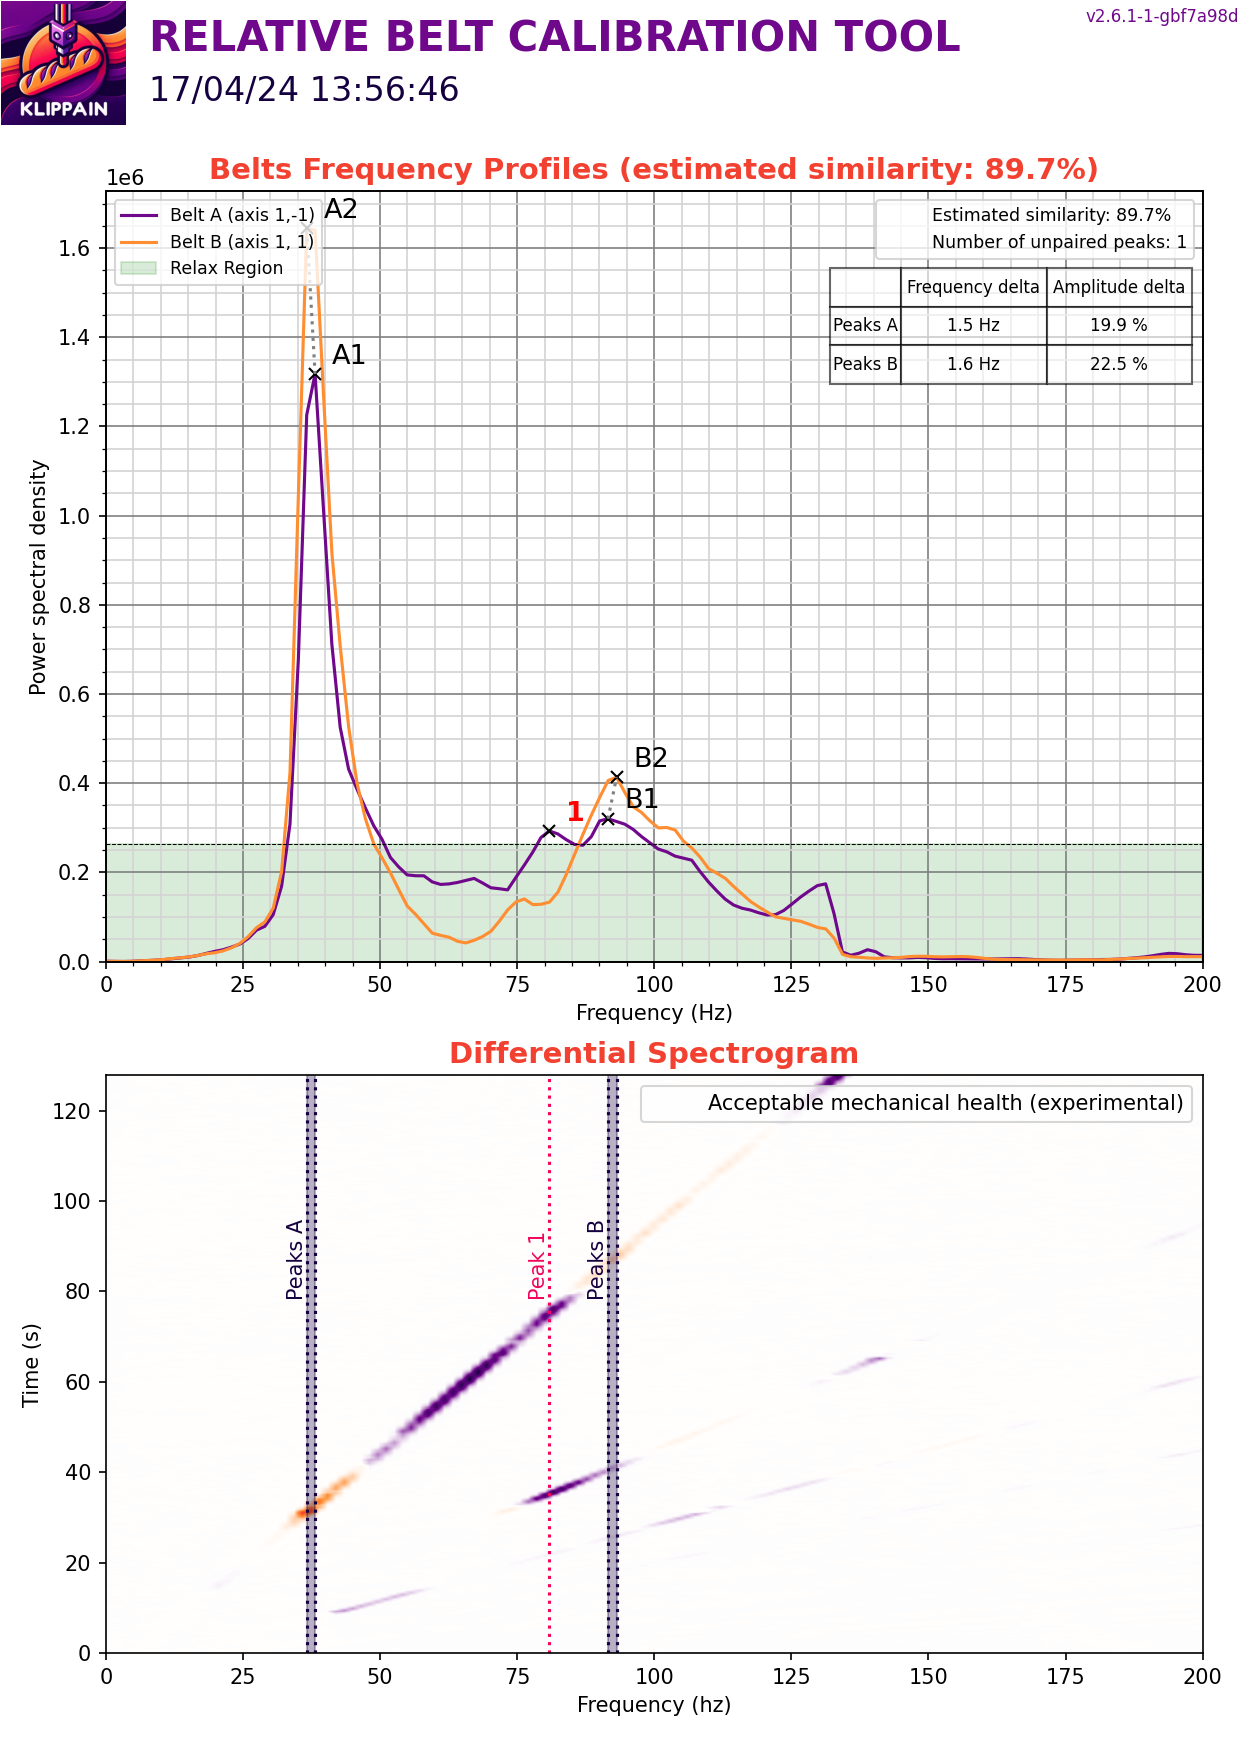 v2.6.1-1-gbf7a98d
RELATIVE BELT CALIBRATION TOOL
17/04/24 13:56:46
KLIPPAIN
Belts Frequency Profiles (estimated similarity: 89.7%)
1e6
Belt A (axis 1,-1)
Belt B (axis 1, 1)
Relax Region
A2
A1
Estimated similarity: 89.7%
Number of unpaired peaks: 1
Frequency delta Amplitude delta
Peaks A 1.5 Hz 19.9 %
Peaks B 1.6 Hz 22.5 %
B2
B1
1
Power spectral density
1.6
1.4
1.2
1.0
0.8
0.6
0.4
0.2
0.0
0 25 50 75 100 125 150 175 200
Frequency (Hz)
Differential Spectrogram
Acceptable mechanical health (experimental)
Peaks A
Peak 1
Peaks B
Time (s)
120
100
80
60
40
20
0
0 25 50 75 100 125 150 175 200
Frequency (hz)